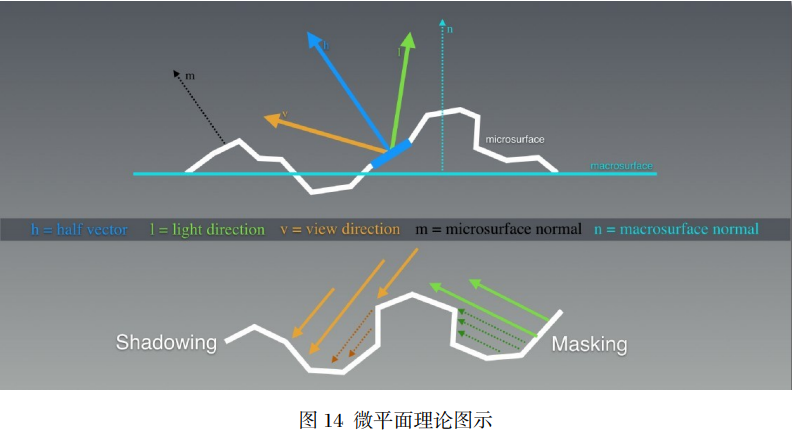 n
h
l
m
v
microsurface
macrosurface
h = half vector l = light direction v = view direction m = microsurface normal n = macrosurface normal
Shadowing
Masking
图 14 微平面理论图示